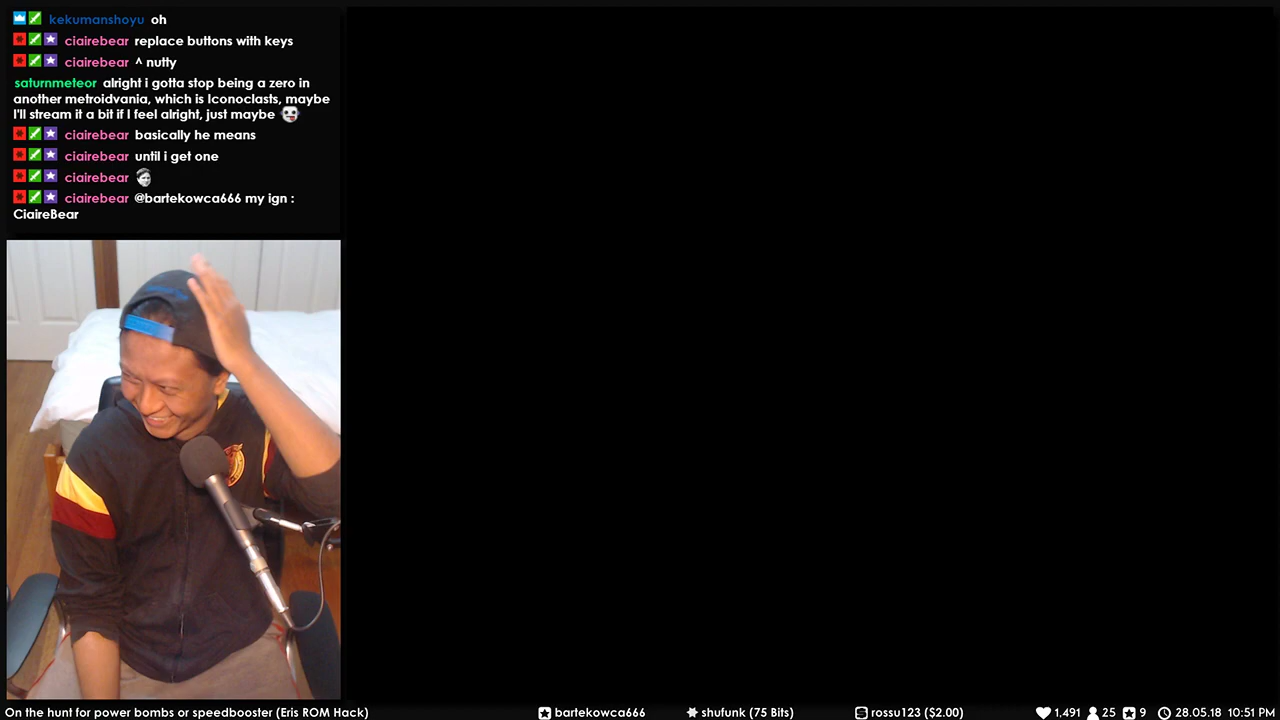 kekumanshoyu oh
ciairebear replace buttons with keys
ciairebear ^ nutty
saturnmeteor alright i gotta stop being a zero in
another metroidvania, which is Iconoclasts, maybe
I'll stream it a bit if I feel alright, just maybe
ciairebear basically he means
ciairebear until i get one
ciairebear
ciairebear @bartekowca666 my ign :
CiaireBear
On the hunt for power bombs or speedbooster (Eris ROM Hack) bartekowca666 shufunk (75 Bits) rossu123 ($2.00) 1,491 25 9 28.05.18 10:51 PM